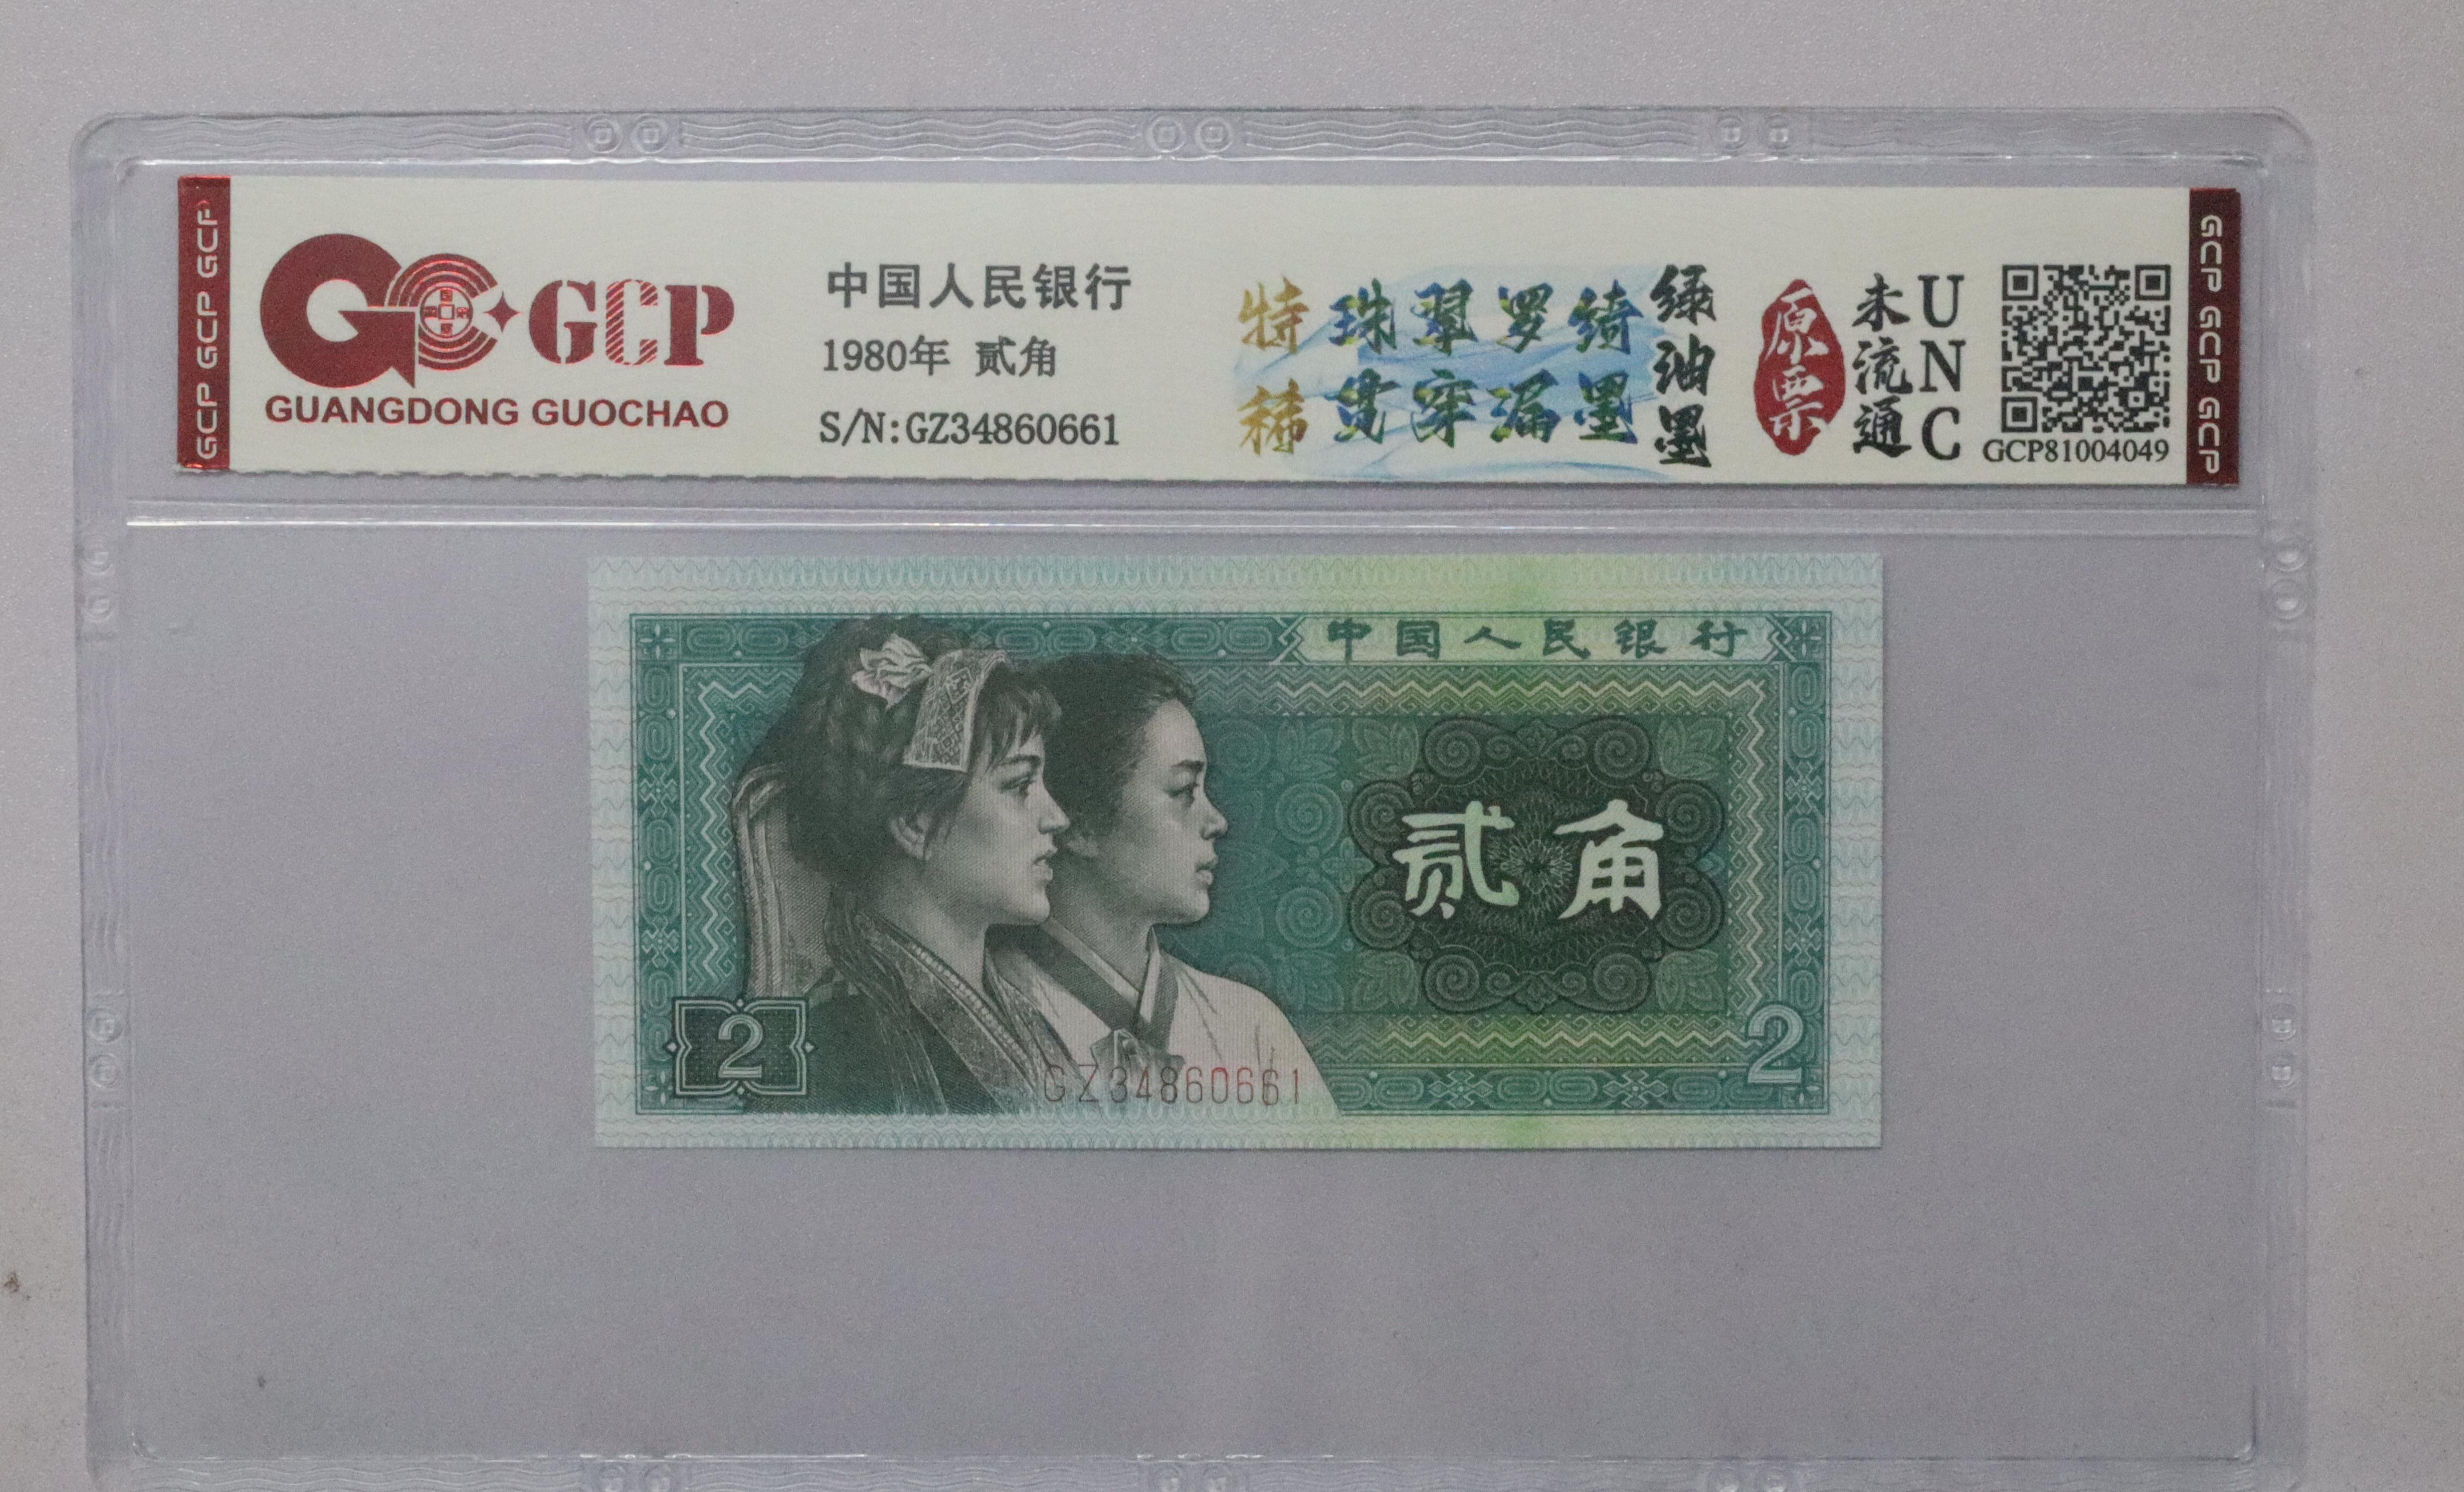 GCP GCP GCP
GCP
GUANGDONG GUOCHAO
中国人民银行
1980年 贰角
S/N:GZ34860661
特稀
珠翠罗绮
贯穿漏墨
绿油墨
原票
未流通
UNC
GCP81004049
GCP GCP GCP
中国人民银行
贰角
2
2
GZ34860661